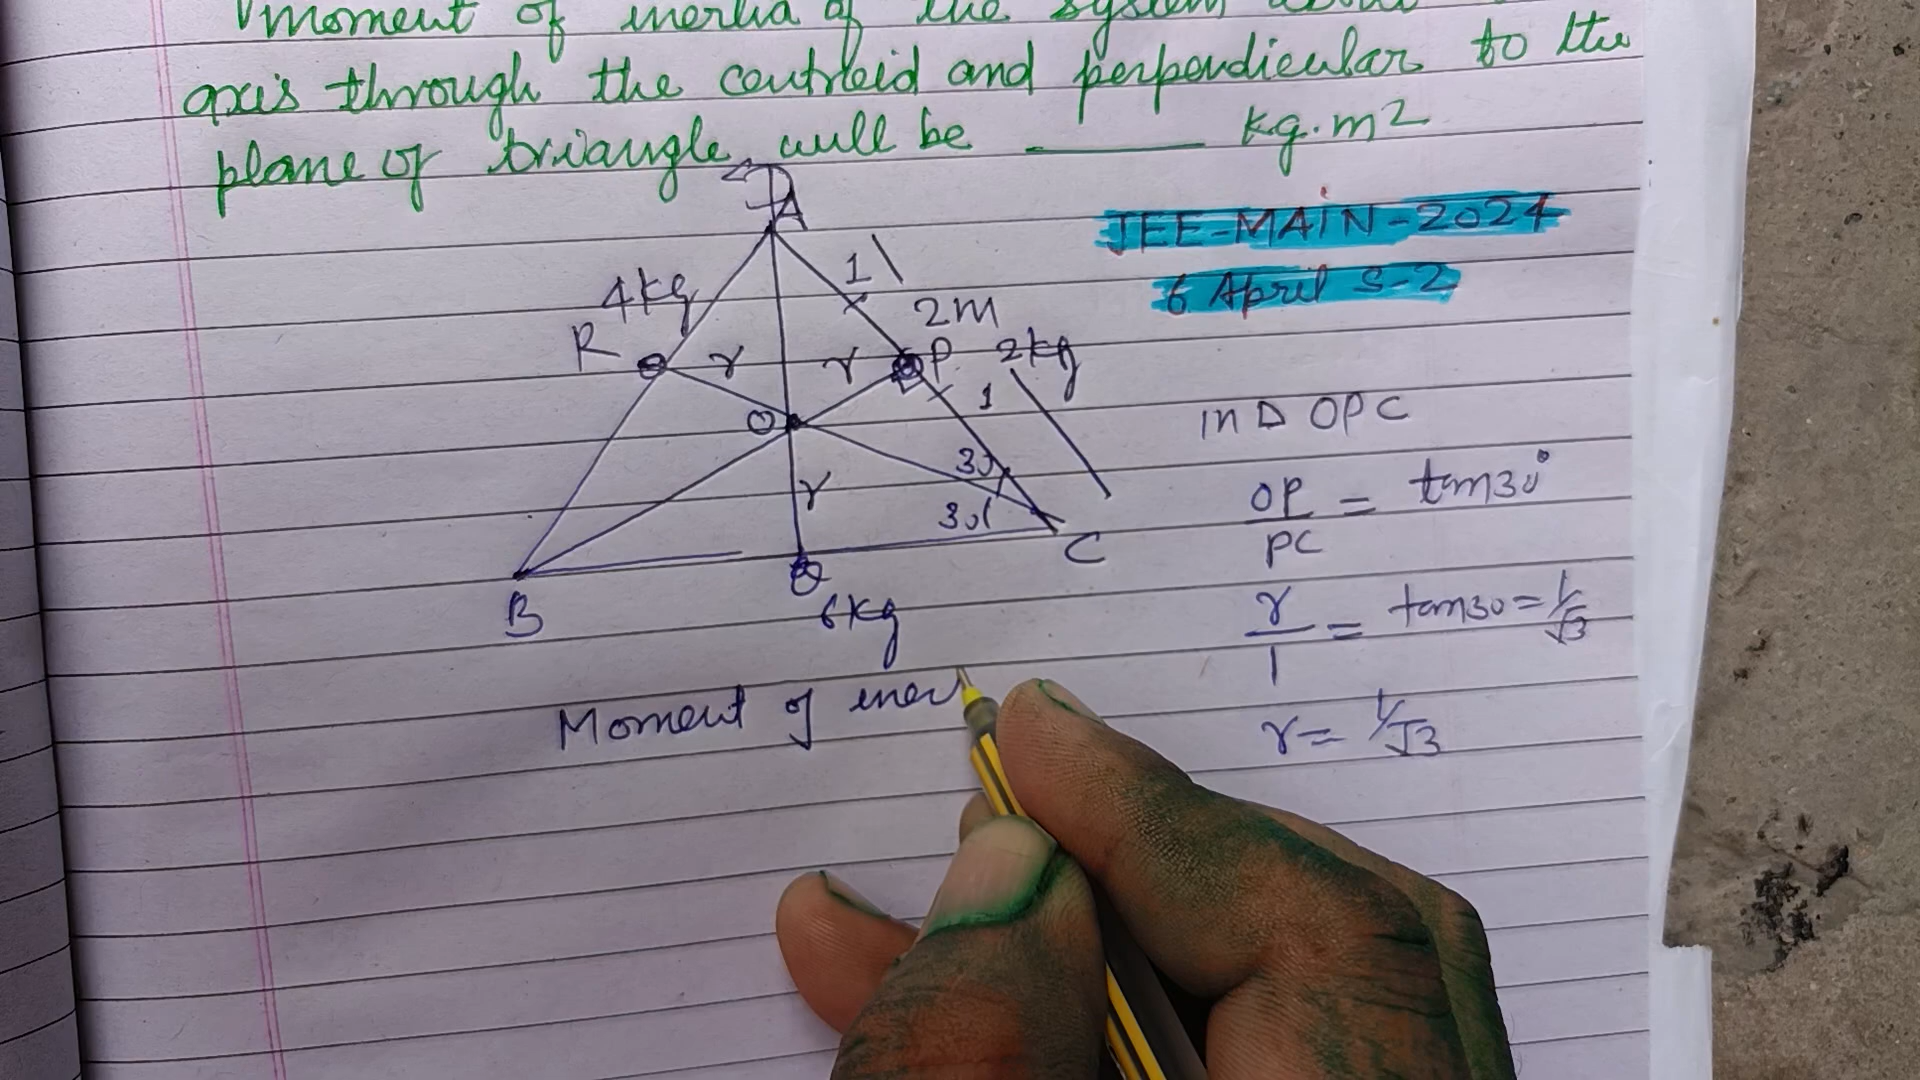 moment of inertia of the system about
axis through the centroid and perpendicular to the
plane of triangle will be ______ kg.m2
A
JEE-MAIN-2024
6 April S-2
4kg
1
2m
R
r
r
P
2kg
1
O
In Δ OPC
30
r
30
OP/PC = tan30°
C
Q
B
6kg
r/1 = tan30 = 1/√3
Moment of iner
r = 1/√3